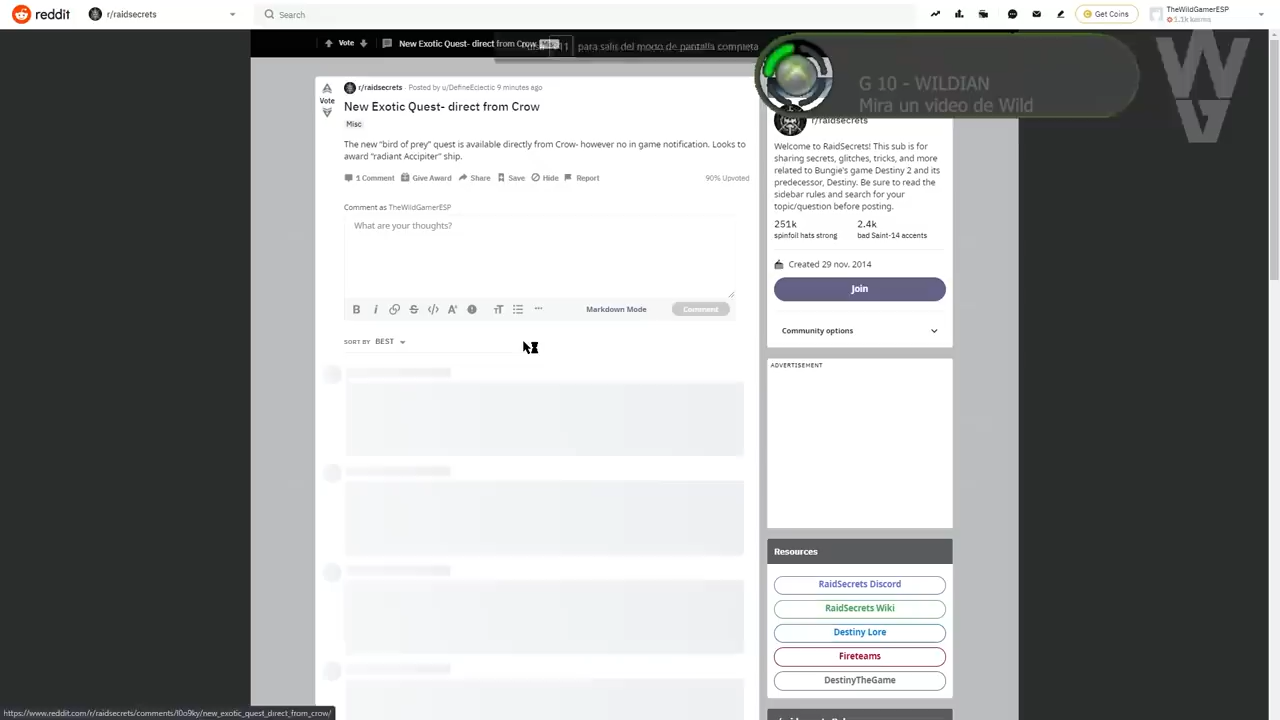 reddit
r/raidsecrets
Search
Get Coins
TheWildGamerESP
1.1k karma
Vote
New Exotic Quest- direct from Crow
Misc
11 para salir del modo de pantalla completa
G 10 - WILDIAN
Mira un video de Wild
W
W
G
r/raidsecrets · Posted by u/DefineEclectic 9 minutes ago
Vote
New Exotic Quest- direct from Crow
Misc
The new “bird of prey” quest is available directly from Crow- however no in game notification. Looks to
award “radiant Accipiter” ship.
1 Comment
Give Award
Share
Save
Hide
Report
90% Upvoted
Comment as TheWildGamerESP
What are your thoughts?
B
i
Markdown Mode
Comment
SORT BY BEST
r/raidsecrets
Welcome to RaidSecrets! This sub is for
sharing secrets, glitches, tricks, and more
related to Bungie's game Destiny 2 and its
predecessor, Destiny. Be sure to read the
sidebar rules and search for your
topic/question before posting.
251k
2.4k
spinfoil hats strong
bad Saint-14 accents
Created 29 nov. 2014
Join
Community options
ADVERTISEMENT
Resources
RaidSecrets Discord
RaidSecrets Wiki
Destiny Lore
Fireteams
DestinyTheGame
https://www.reddit.com/r/raidsecrets/comments/l0o9ky/new_exotic_quest_direct_from_crow/